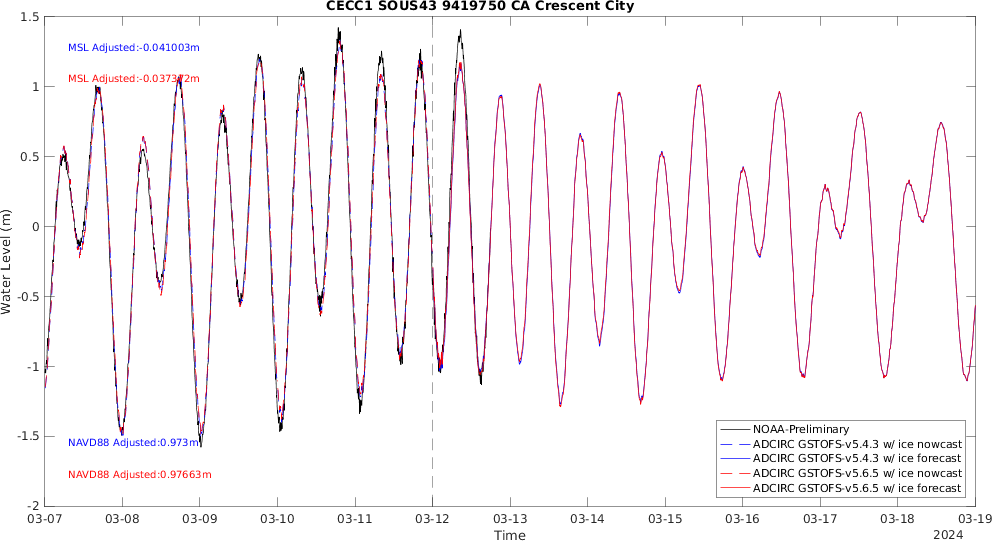 CECC1 SOUS43 9419750 CA Crescent City
1.5
1
0.5
0
-0.5
-1
-1.5
-2
Water Level (m)
MSL Adjusted:-0.041003m
MSL Adjusted:-0.037372m
NAVD88 Adjusted:0.973m
NAVD88 Adjusted:0.97663m
NOAA-Preliminary
ADCIRC GSTOFS-v5.4.3 w/ ice nowcast
ADCIRC GSTOFS-v5.4.3 w/ ice forecast
ADCIRC GSTOFS-v5.6.5 w/ ice nowcast
ADCIRC GSTOFS-v5.6.5 w/ ice forecast
03-07 03-08 03-09 03-10 03-11 03-12 03-13 03-14 03-15 03-16 03-17 03-18 03-19
Time
2024